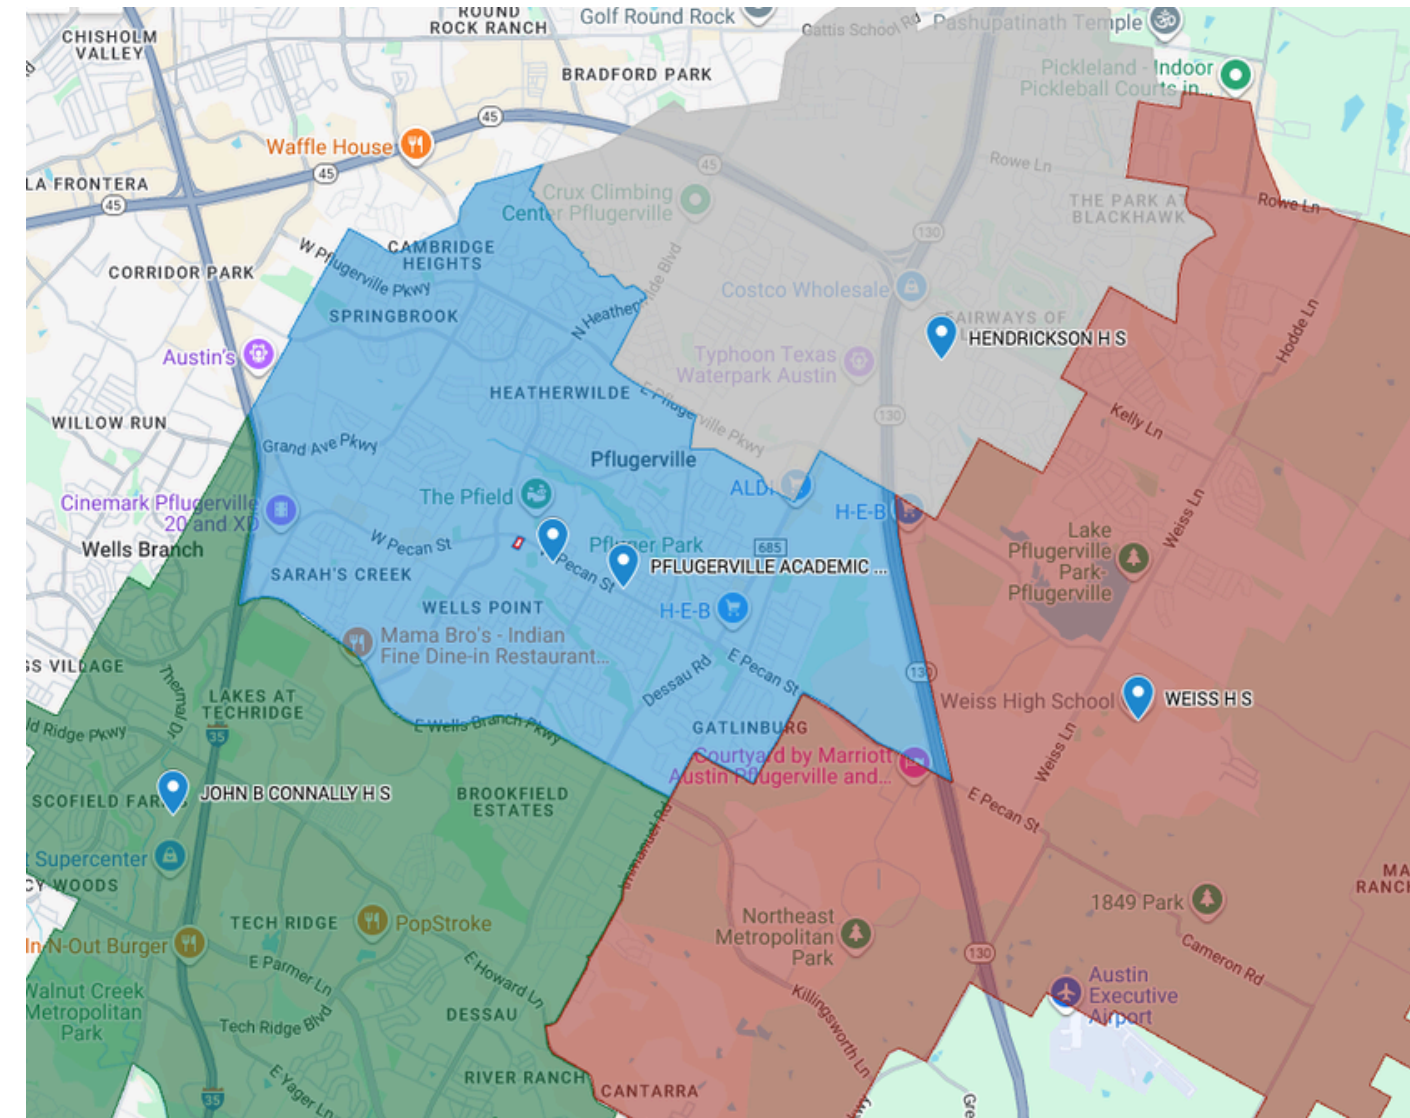 ROUND
ROCK RANCH
Golf Round Rock
Gattis School Rd
Pashupatinath Temple
CHISHOLM
VALLEY
BRADFORD PARK
Pickleland - Indoor
Pickleball Courts in...
45
Waffle House
45
45
Rowe Ln
LA FRONTERA
45
Crux Climbing
Center Pflugerville
THE PARK AT
BLACKHAWK
Rowe Ln
130
W Pflugerville Pkwy
CAMBRIDGE
HEIGHTS
CORRIDOR PARK
Costco Wholesale
SPRINGBROOK
FAIRWAYS OF
HENDRICKSON H S
Hodde Ln
Austin's
Typhoon Texas
Waterpark Austin
HEATHERWILDE
E Pflugerville Pkwy
130
Kelly Ln
WILLOW RUN
Grand Ave Pkwy
Pflugerville
ALDI
The Pfield
H-E-B
Weiss Ln
Cinemark Pflugerville
20 and XD
W Pecan St
Lake
Pflugerville
Park-
Pflugerville
Wells Branch
685
Pecan St
PFLUGERVILLE ACADEMIC ...
SARAH'S CREEK
WELLS POINT
H-E-B
Mama Bro's - Indian
Fine Dine-in Restaurant...
Dessau Rd
E Pecan St
130
GS VILLAGE
Thermal Dr
LAKES AT
TECHRIDGE
Weiss High School
WEISS H S
ld Ridge Pkwy
35
E Wells Branch Pkwy
GATLINBURG
Weiss Ln
Courtyard by Marriott
Austin Pflugerville and...
JOHN B CONNALLY H S
SCOFIELD FARMS
BROOKFIELD
ESTATES
E Pecan St
Immanuel Rd
t Supercenter
CY WOODS
MA
RANCH
1849 Park
TECH RIDGE
PopStroke
Northeast
Metropolitan
Park
In-N-Out Burger
130
Cameron Rd
E Parmer Ln
E Howard Ln
Austin
Executive
Airport
Walnut Creek
Metropolitan
Park
Killingsworth Ln
Tech Ridge Blvd
DESSAU
E Yager Ln
RIVER RANCH
CANTARRA
35
kwy
Gre